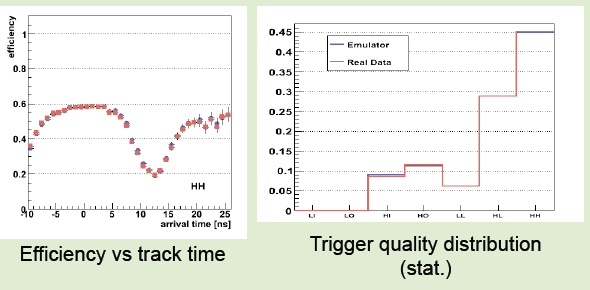 efficiency
1
0.8
0.6
0.4
0.2
0
-10 -5 0 5 10 15 20 25
HH
arrival time [ns]
Efficiency vs track time
0.45
0.4
0.35
0.3
0.25
0.2
0.15
0.1
0.05
0
Emulator
Real Data
LI LO HI HO LL HL HH
Trigger quality distribution
(stat.)